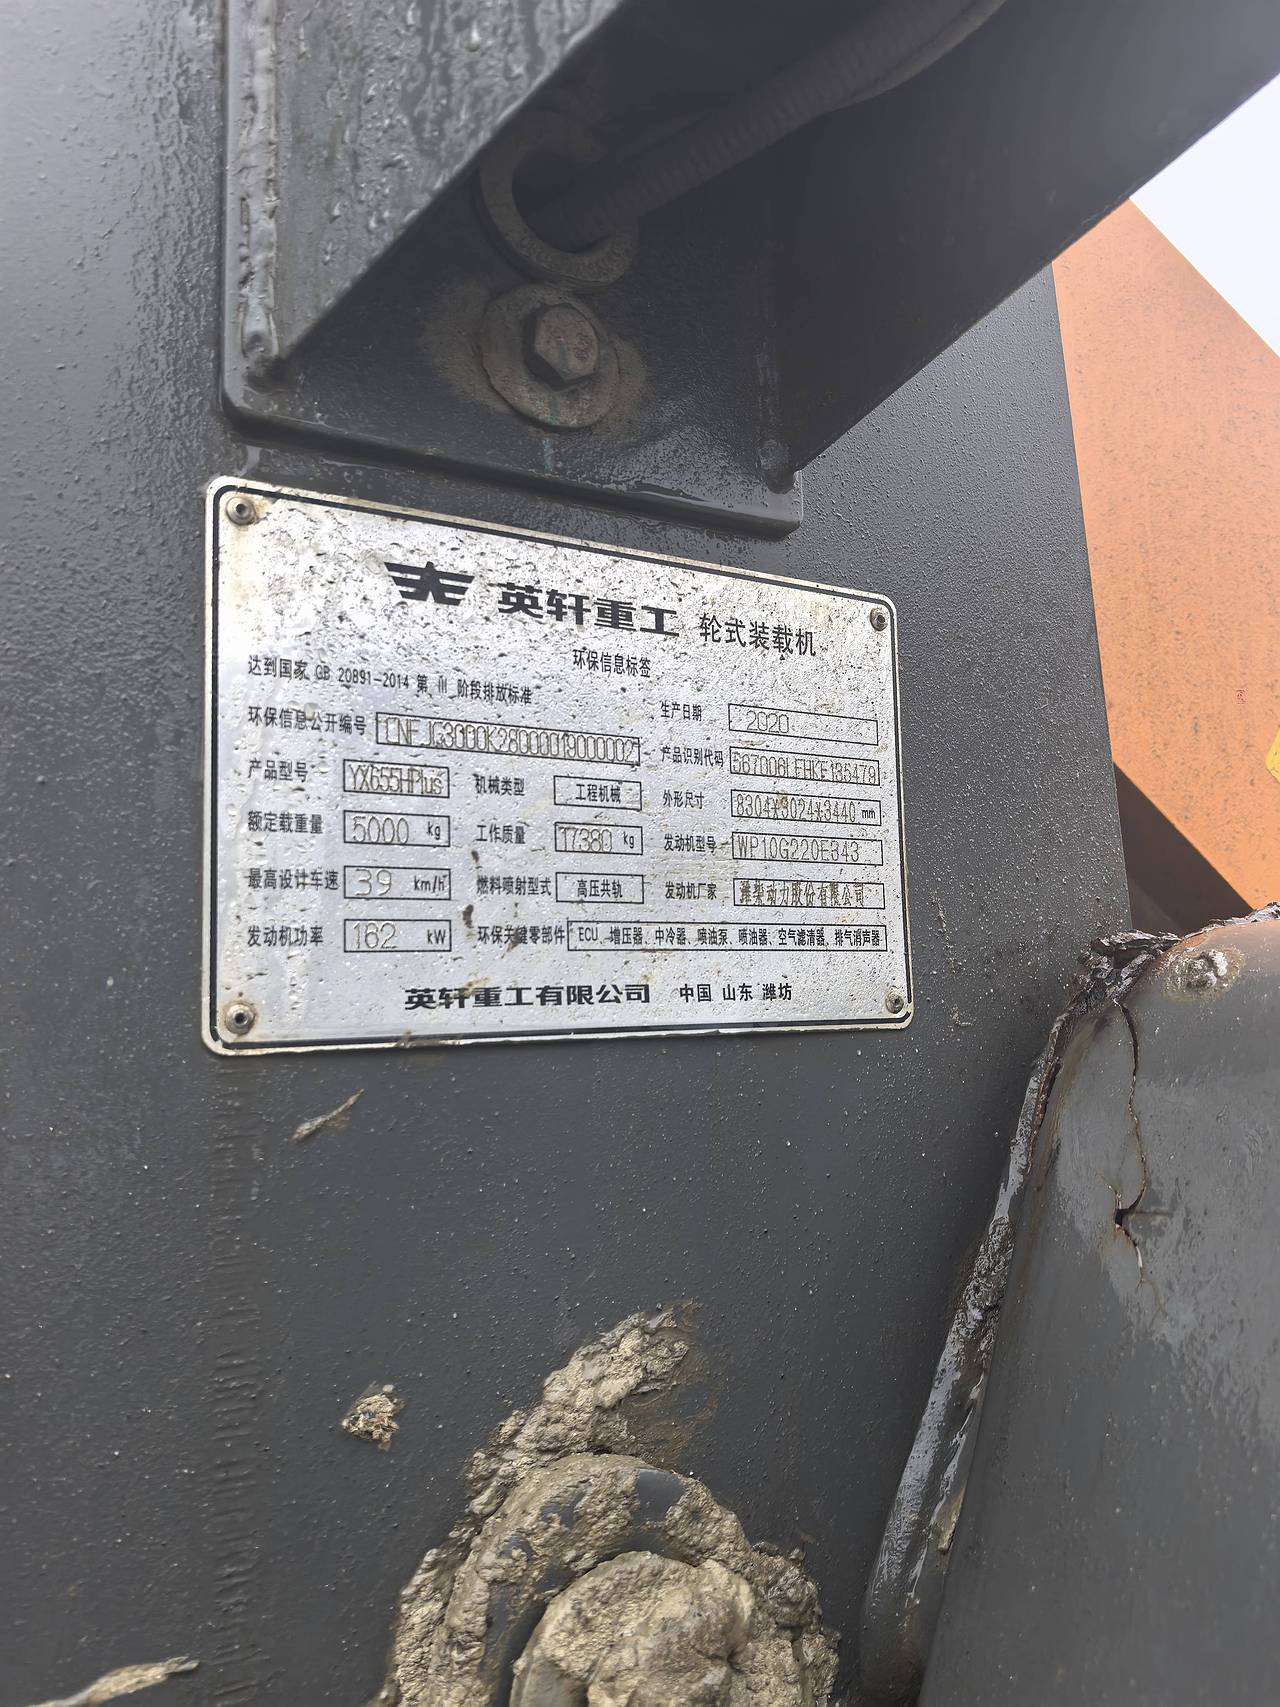 英轩重工 轮式装载机
环保信息标签
达到国家 GB 20891-2014 第 III 阶段排放标准
环保信息公开编号 CNFJG3000K28000019000002
生产日期 2020
产品型号 YX655HPlus 机械类型 工程机械 产品识别代码
额定载重量 5000 kg 工作质量 17380 kg 外形尺寸 8304×3024×3440 mm
最高设计车速 39 km/h 燃料喷射型式 高压共轨 发动机型号 WP10G220E343
发动机功率 162 kW 发动机厂家 潍柴动力股份有限公司
环保关键零部件 ECU、增压器、中冷器、喷油泵、喷油器、空气滤清器、排气消声器
英轩重工有限公司 中国 山东 潍坊